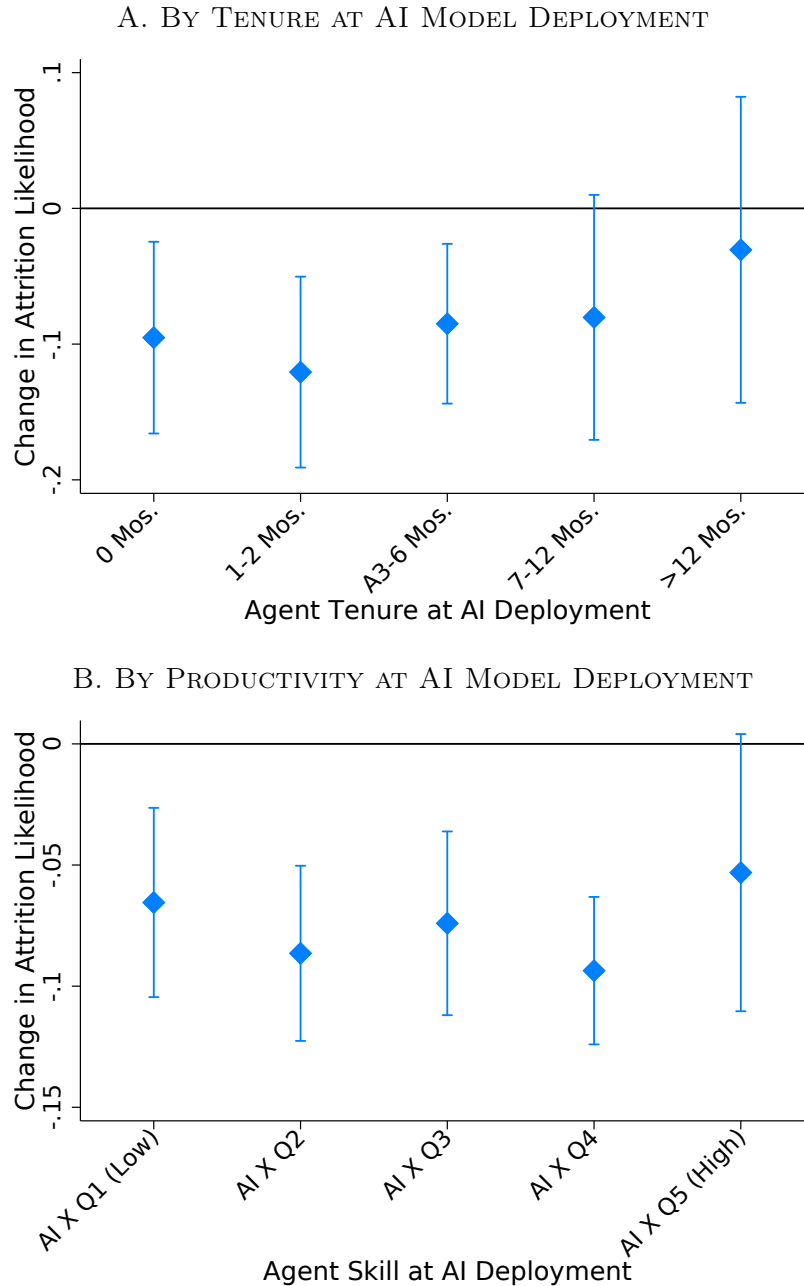 A. By Tenure at AI Model Deployment
Change in Attrition Likelihood
.1
0
-.1
-.2
0 Mos.
1-2 Mos.
A3-6 Mos.
7-12 Mos.
>12 Mos.
Agent Tenure at AI Deployment
B. By Productivity at AI Model Deployment
Change in Attrition Likelihood
0
-.05
-.1
-.15
AI X Q1 (Low)
AI X Q2
AI X Q3
AI X Q4
AI X Q5 (High)
Agent Skill at AI Deployment